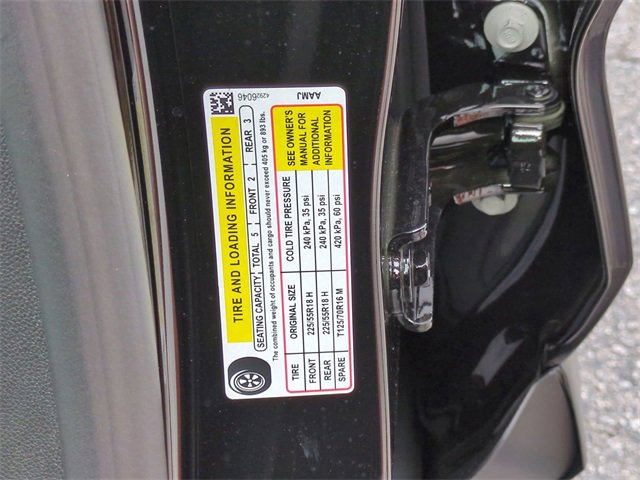 42926046 AAMJ
TIRE AND LOADING INFORMATION
SEATING CAPACITY TOTAL 5 FRONT 2 REAR 3
The combined weight of occupants and cargo should never exceed 405 kg or 893 lbs.
TIRE ORIGINAL SIZE COLD TIRE PRESSURE
FRONT 225/55R18 H 240 kPa, 35 psi
REAR 225/55R18 H 240 kPa, 35 psi
SPARE T125/70R16 M 420 kPa, 60 psi
SEE OWNER'S
MANUAL FOR
ADDITIONAL
INFORMATION